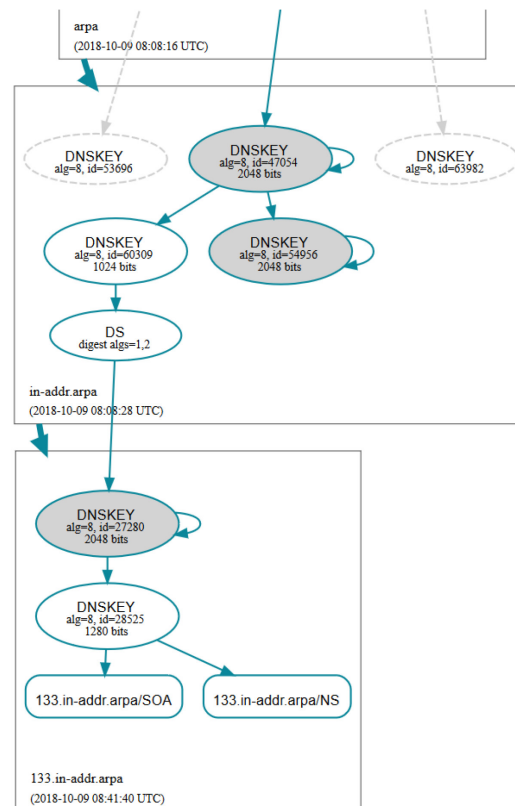 arpa
(2018-10-09 08:08:16 UTC)
DNSKEY
alg=8, id=53696
DNSKEY
alg=8, id=47054
2048 bits
DNSKEY
alg=8, id=63982
DNSKEY
alg=8, id=60309
1024 bits
DNSKEY
alg=8, id=54956
2048 bits
DS
digest algs=1,2
in-addr.arpa
(2018-10-09 08:08:28 UTC)
DNSKEY
alg=8, id=27280
2048 bits
DNSKEY
alg=8, id=28525
1280 bits
133.in-addr.arpa/SOA
133.in-addr.arpa/NS
133.in-addr.arpa
(2018-10-09 08:41:40 UTC)